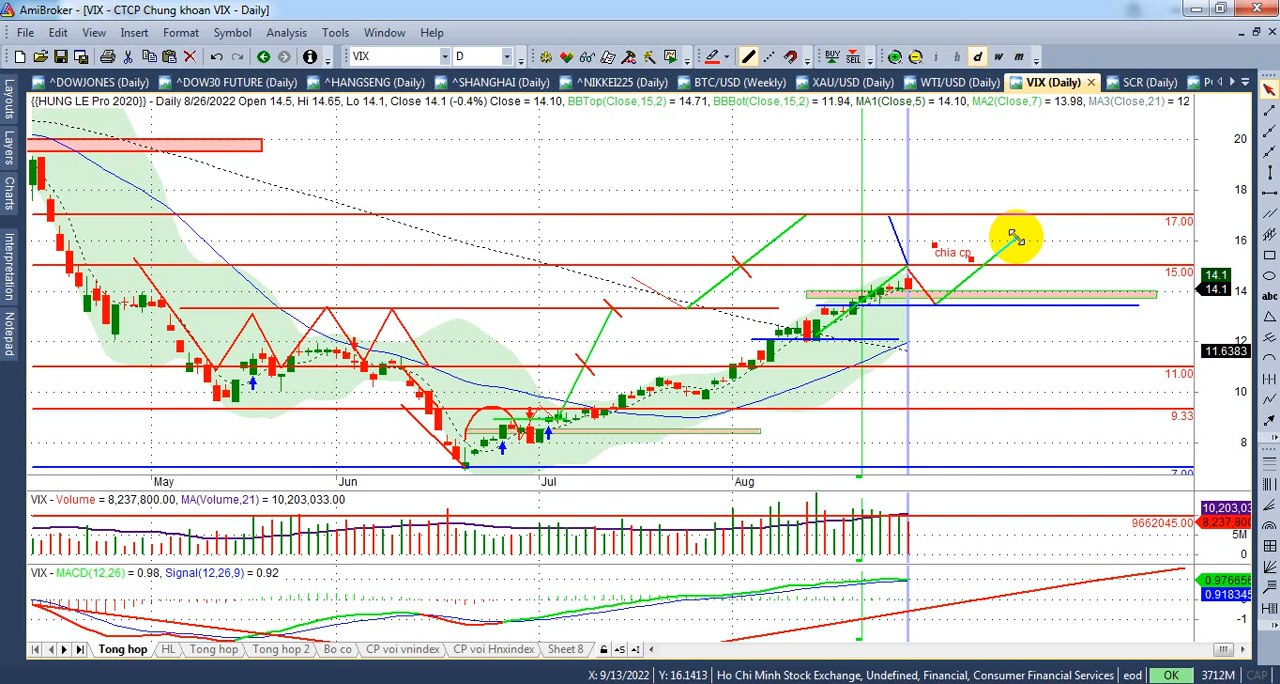 AmiBroker - [VIX - CTCP Chung khoan VIX - Daily]
File Edit View Insert Format Symbol Analysis Tools Window Help
VIX D BUY SELL i h d w m
^DOWJONES (Daily) ^DOW30 FUTURE (Daily) ^HANGSENG (Daily) ^SHANGHAI (Daily) ^NIKKEI225 (Daily) BTC/USD (Weekly) XAU/USD (Daily) WTI/USD (Daily) VIX (Daily) SCR (Daily)
Layouts
Layers
Charts
Interpretation
Notepad
{{HUNG LE Pro 2020}} - Daily 8/26/2022 Open 14.5, Hi 14.65, Lo 14.1, Close 14.1 (-0.4%) Close = 14.10, BBTop(Close,15,2) = 14.71, BBBot(Close,15,2) = 11.94, MA1(Close,5) = 14.10, MA2(Close,7) = 13.98, MA3(Close,21) = 12
20
18
17.00
16
chia cp
15.00
14.1
14
14.1
12
11.6383
11.00
10
9.33
8
7.00
May Jun Jul Aug
VIX - Volume = 8,237,800.00, MA(Volume,21) = 10,203,033.00
10,203,03
9662045.00
8,237,800
5M
0
VIX - MACD(12,26) = 0.98, Signal(12,26,9) = 0.92
0.976656
0.918345
-1
Tong hop HL Tong hop Tong hop 2 Bo co CP voi vnindex CP voi Hnxindex Sheet 8
X: 9/13/2022 Y: 16.1413 Ho Chi Minh Stock Exchange, Undefined, Financial, Consumer Financial Services eod OK 3712M CAP
abc